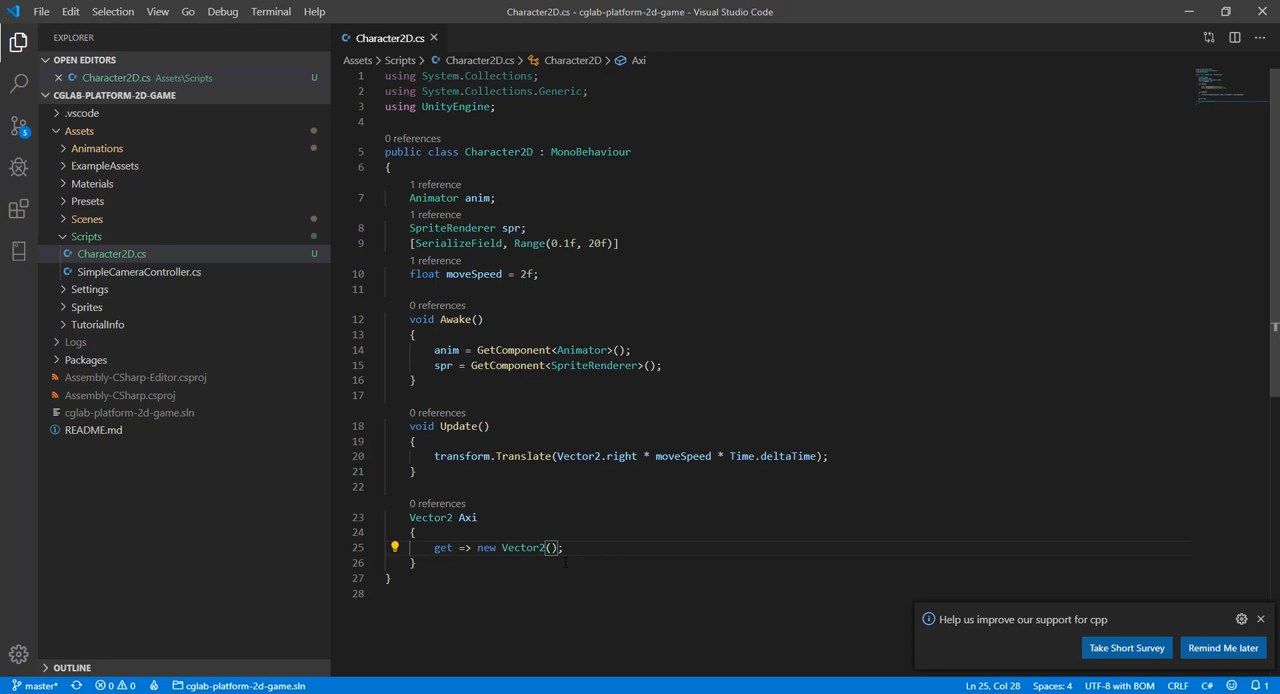 File Edit Selection View Go Debug Terminal Help
Character2D.cs - cglab-platform-2d-game - Visual Studio Code
EXPLORER
OPEN EDITORS
Character2D.cs Assets\Scripts U
CGLAB-PLATFORM-2D-GAME
.vscode
Assets
Animations
ExampleAssets
Materials
Presets
Scenes
Scripts
Character2D.cs U
SimpleCameraController.cs
Settings
Sprites
TutorialInfo
Logs
Packages
Assembly-CSharp-Editor.csproj
Assembly-CSharp.csproj
cglab-platform-2d-game.sln
README.md
OUTLINE
5
Character2D.cs
Assets > Scripts > Character2D.cs > Character2D > Axi
1 using System.Collections;
2 using System.Collections.Generic;
3 using UnityEngine;
4
0 references
5 public class Character2D : MonoBehaviour
6 {
1 reference
7 Animator anim;
1 reference
8 SpriteRenderer spr;
9 [SerializeField, Range(0.1f, 20f)]
1 reference
10 float moveSpeed = 2f;
11
0 references
12 void Awake()
13 {
14 anim = GetComponent<Animator>();
15 spr = GetComponent<SpriteRenderer>();
16 }
17
0 references
18 void Update()
19 {
20 transform.Translate(Vector2.right * moveSpeed * Time.deltaTime);
21 }
22
0 references
23 Vector2 Axi
24 {
25 get => new Vector2();
26 }
27 }
28
Help us improve our support for cpp
Take Short Survey Remind Me later
master* 0 0 cglab-platform-2d-game.sln Ln 25, Col 28 Spaces: 4 UTF-8 with BOM CRLF C# 1